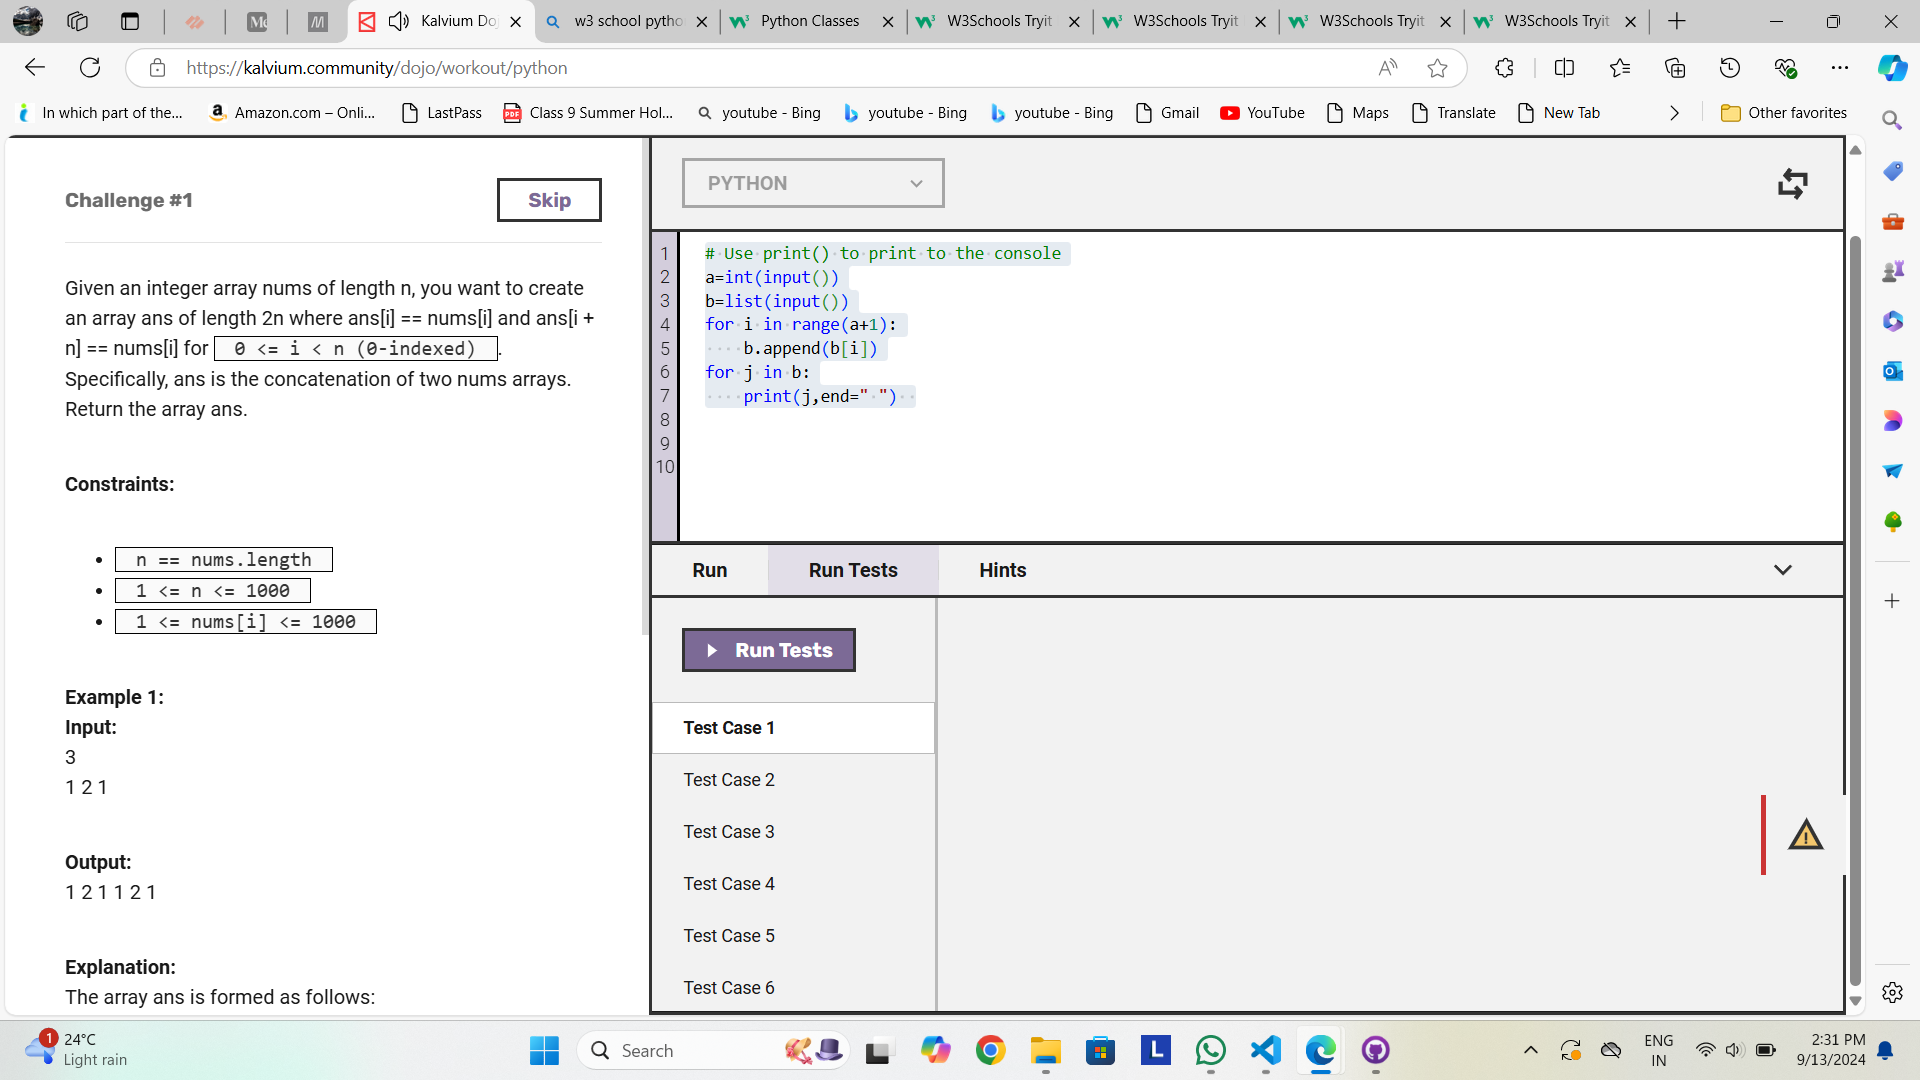 Kalvium Do
w3 school pytho
Python Classes
W3Schools Tryit
W3Schools Tryit
W3Schools Tryit
W3Schools Tryit
https://kalvium.community/dojo/workout/python
In which part of the...
Amazon.com – Onli...
LastPass
Class 9 Summer Hol...
youtube - Bing
youtube - Bing
youtube - Bing
Gmail
YouTube
Maps
Translate
New Tab
Other favorites
Challenge #1
Skip
Given an integer array nums of length n, you want to create
an array ans of length 2n where ans[i] == nums[i] and ans[i +
n] == nums[i] for 0 <= i < n (0-indexed).
Specifically, ans is the concatenation of two nums arrays.
Return the array ans.
Constraints:
n == nums.length
1 <= n <= 1000
1 <= nums[i] <= 1000
Example 1:
Input:
3
1 2 1
Output:
1 2 1 1 2 1
Explanation:
The array ans is formed as follows:
PYTHON
1 # Use print() to print to the console
2 a=int(input())
3 b=list(input())
4 for i in range(a+1):
5     b.append(b[i])
6 for j in b:
7     print(j,end=" ")
8
9
10
Run
Run Tests
Hints
Run Tests
Test Case 1
Test Case 2
Test Case 3
Test Case 4
Test Case 5
Test Case 6
1
24°C
Light rain
Search
ENG
IN
2:31 PM
9/13/2024